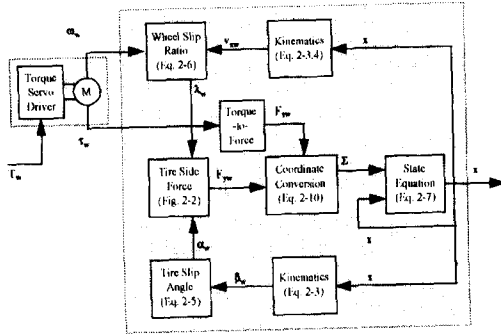 ω_w
Wheel Slip
Ratio
(Eq. 2-6)
v_xw
Kinematics
(Eq. 2-3,4)
x
Torque
Servo
Driver
M
λ_w
Torque
-to-
Force
F_yw
τ_w
T_w
Tire Side
Force
(Fig. 2-2)
F_yw
Coordinate
Conversion
(Eq. 2-10)
Σ
State
Equation
(Eq. 2-7)
x
x
α_w
Tire Slip
Angle
(Eq. 2-5)
β_w
Kinematics
(Eq. 2-3)
x